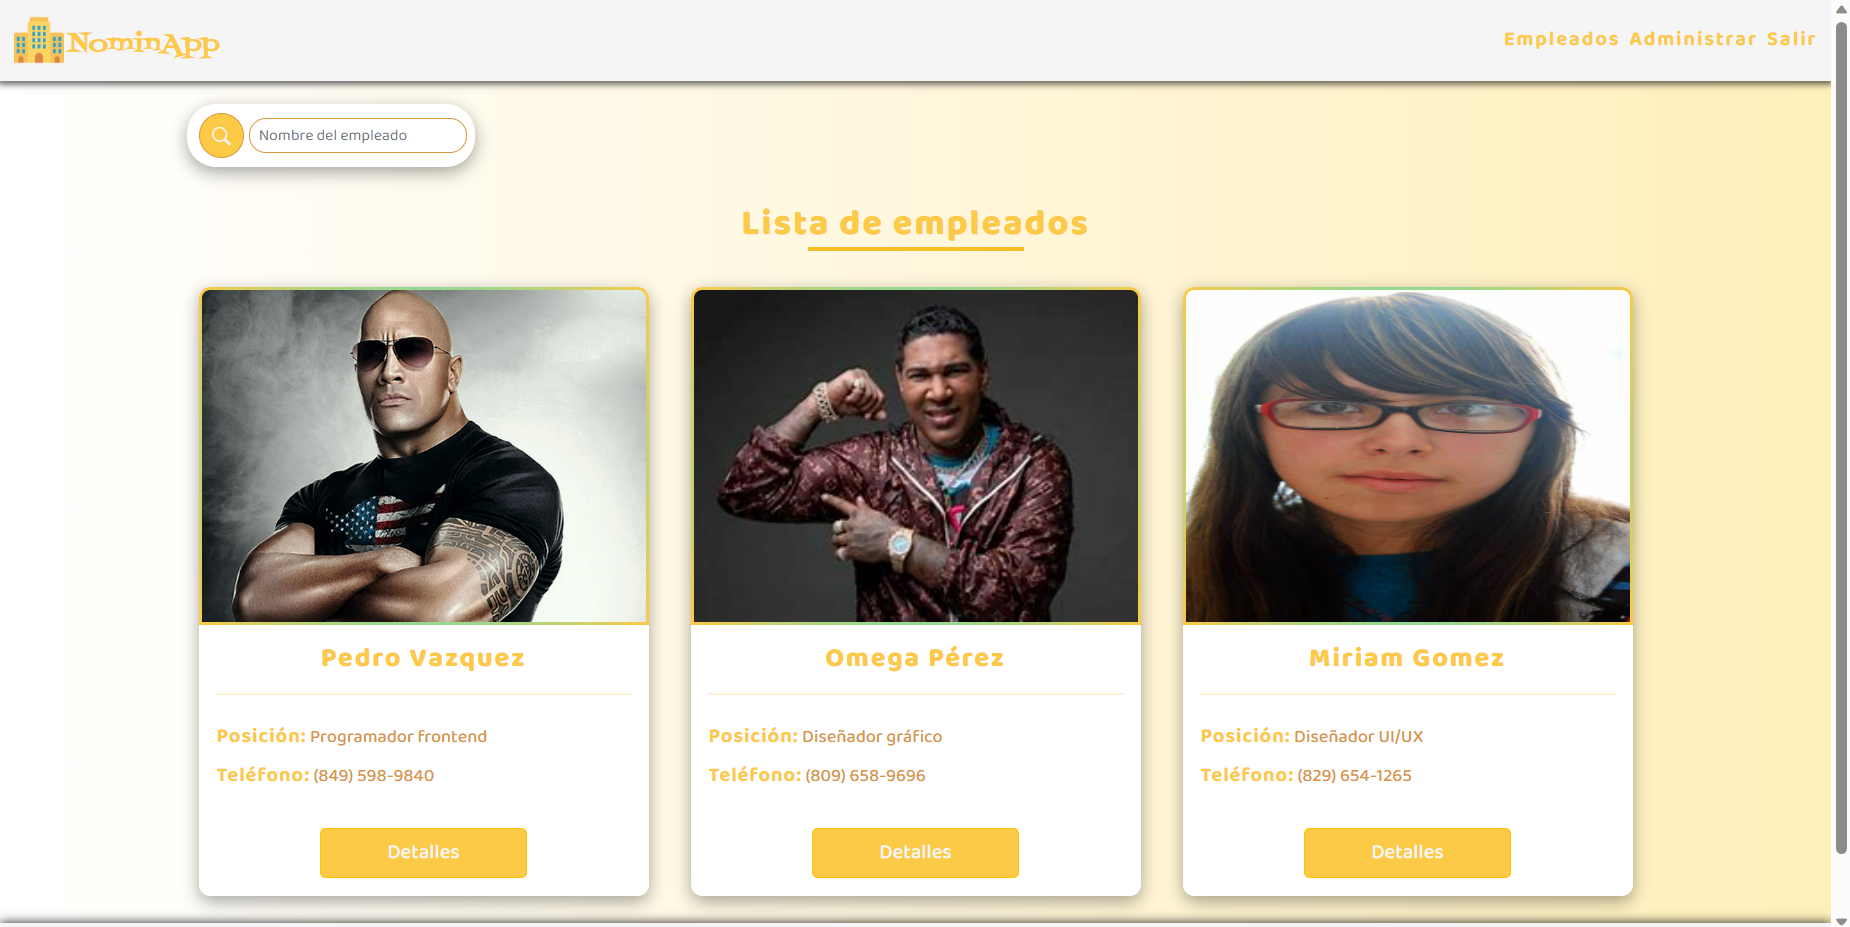 NominApp
Empleados Administrar Salir
Nombre del empleado
Lista de empleados
Pedro Vazquez
Posición: Programador frontend
Teléfono: (849) 598-9840
Detalles
Omega Pérez
Posición: Diseñador gráfico
Teléfono: (809) 658-9696
Detalles
Miriam Gomez
Posición: Diseñador UI/UX
Teléfono: (829) 654-1265
Detalles